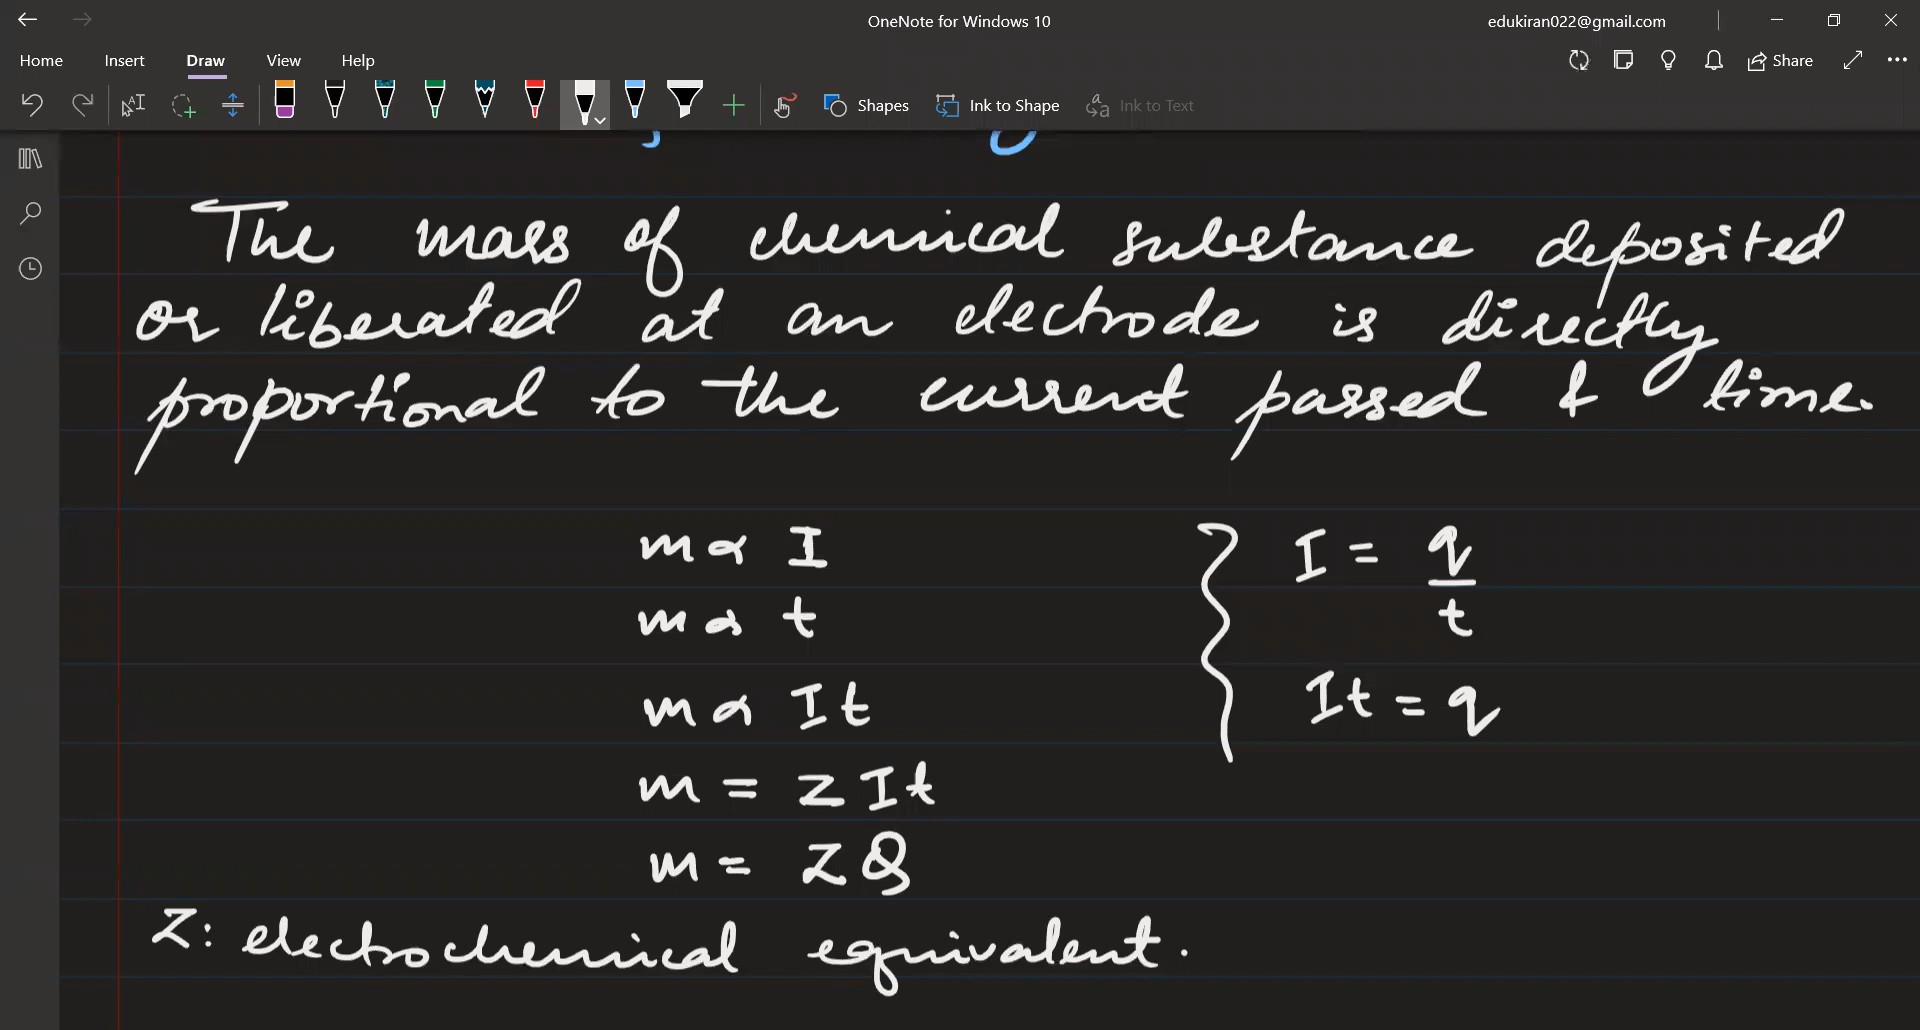 OneNote for Windows 10
edukiran022@gmail.com
Home Insert Draw View Help
Share
Shapes Ink to Shape Ink to Text
The mass of chemical substance deposited
or liberated at an electrode is directly
proportional to the current passed & time.
m ∝ I
m ∝ t
m ∝ It
m = Z I t
m = Z Q
I = q/t
It = q
Z: electrochemical equivalent.